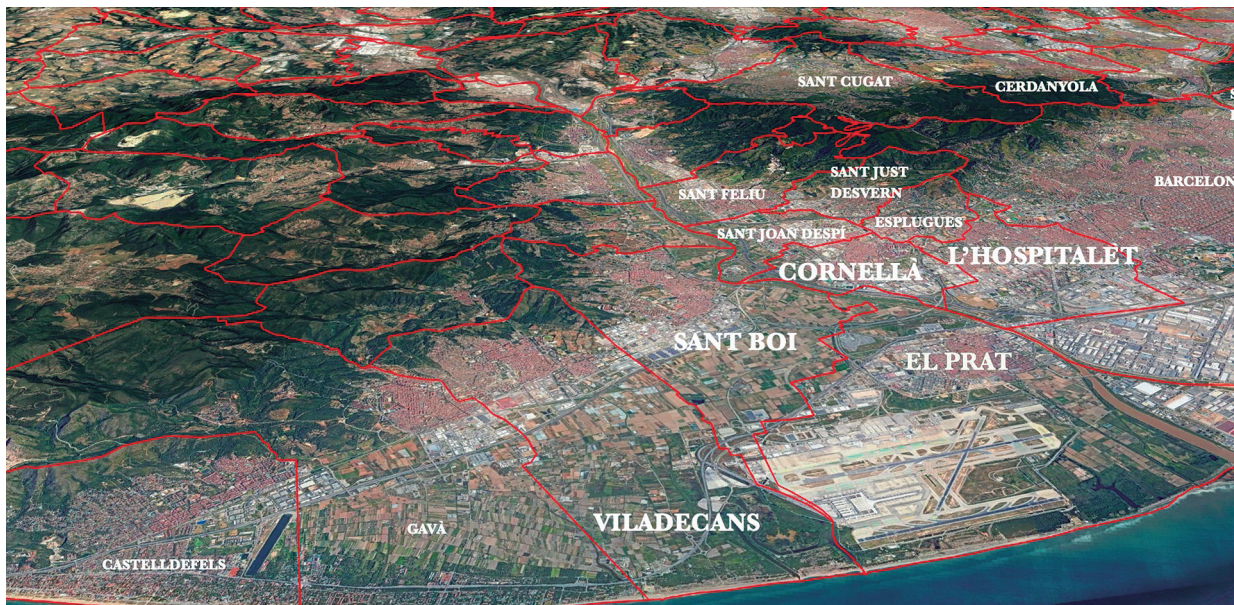 SANT CUGAT
CERDANYOLA
SANT JUST
DESVERN
SANT FELIU
BARCELON
ESPLUGUES
SANT JOAN DESPÍ
L'HOSPITALÈT
CORNELLÀ
SANT BOI
EL PRAT
VILADECANS
GAVÀ
CASTELLDEFELS